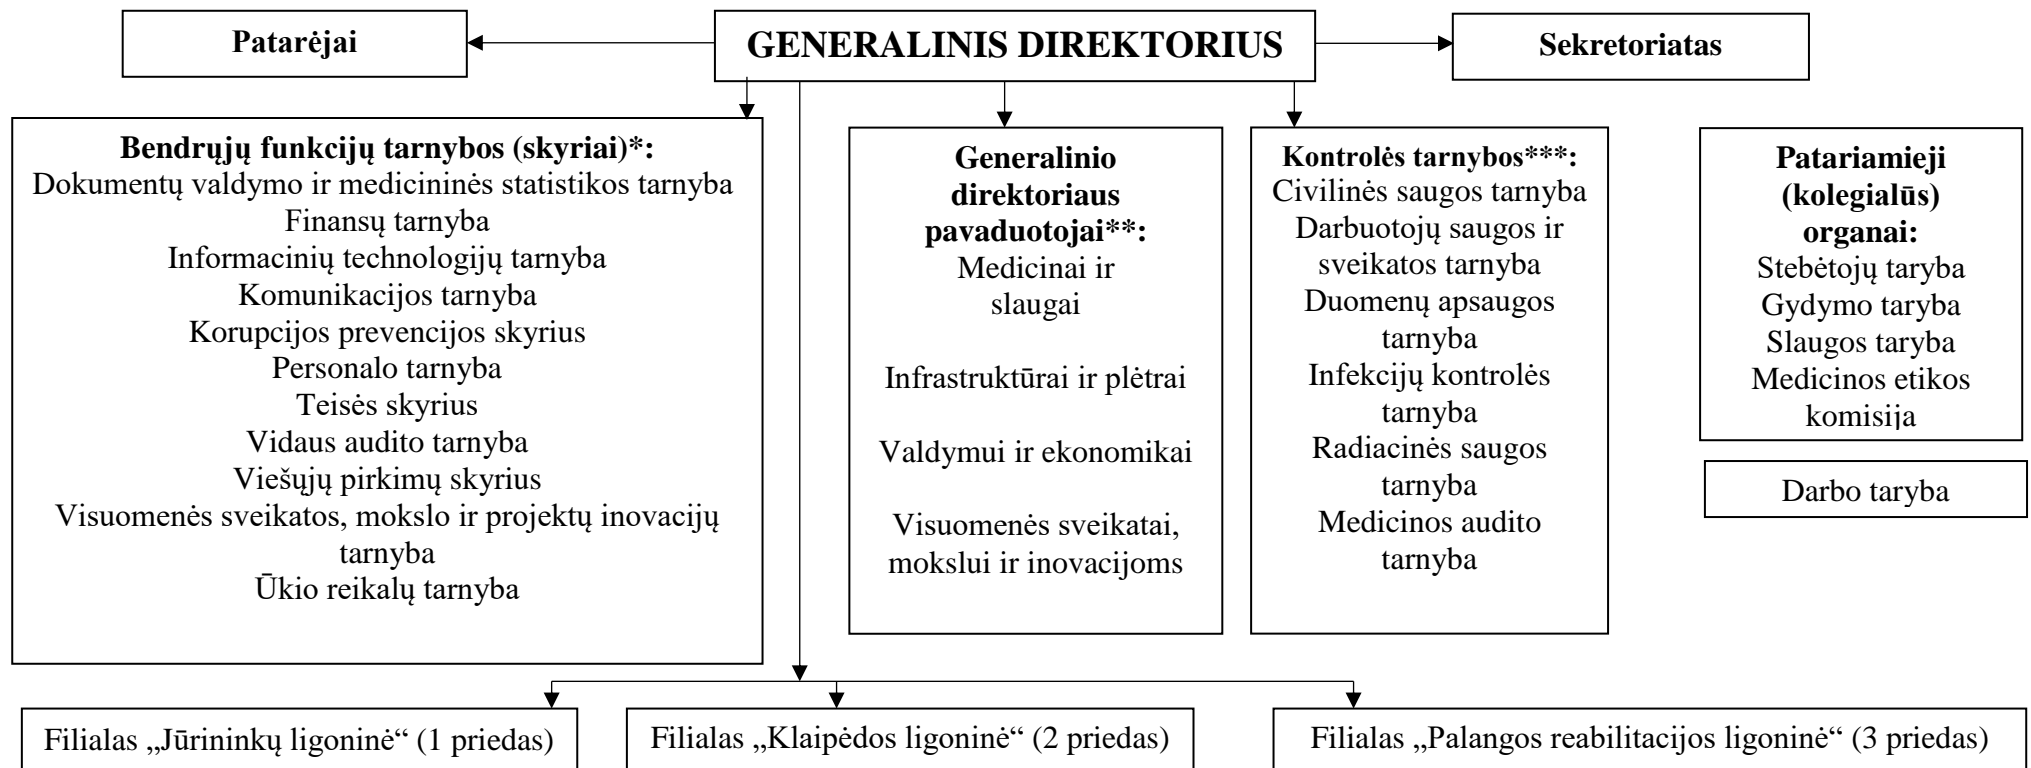 Patarėjai
GENERALINIS DIREKTORIUS
Sekretoriatas
Bendrųjų funkcijų tarnybos (skyriai)*:
Dokumentų valdymo ir medicininės statistikos tarnyba
Finansų tarnyba
Informacinių technologijų tarnyba
Komunikacijos tarnyba
Korupcijos prevencijos skyrius
Personalo tarnyba
Teisės skyrius
Vidaus audito tarnyba
Viešųjų pirkimų skyrius
Visuomenės sveikatos, mokslo ir projektų inovacijų
tarnyba
Ūkio reikalų tarnyba
Generalinio
direktoriaus
pavaduotojai**:
Medicinai ir
slaugai
Infrastruktūrai ir plėtrai
Valdymui ir ekonomikai
Visuomenės sveikatai,
mokslui ir inovacijoms
Kontrolės tarnybos***:
Civilinės saugos tarnyba
Darbuotojų saugos ir
sveikatos tarnyba
Duomenų apsaugos
tarnyba
Infekcijų kontrolės
tarnyba
Radiacinės saugos
tarnyba
Medicinos audito
tarnyba
Patariamieji
(kolegialūs)
organai:
Stebėtojų taryba
Gydymo taryba
Slaugos taryba
Medicinos etikos
komisija
Darbo taryba
Filialas „Jūrininkų ligoninė“ (1 priedas)
Filialas „Klaipėdos ligoninė“ (2 priedas)
Filialas „Palangos reabilitacijos ligoninė“ (3 priedas)